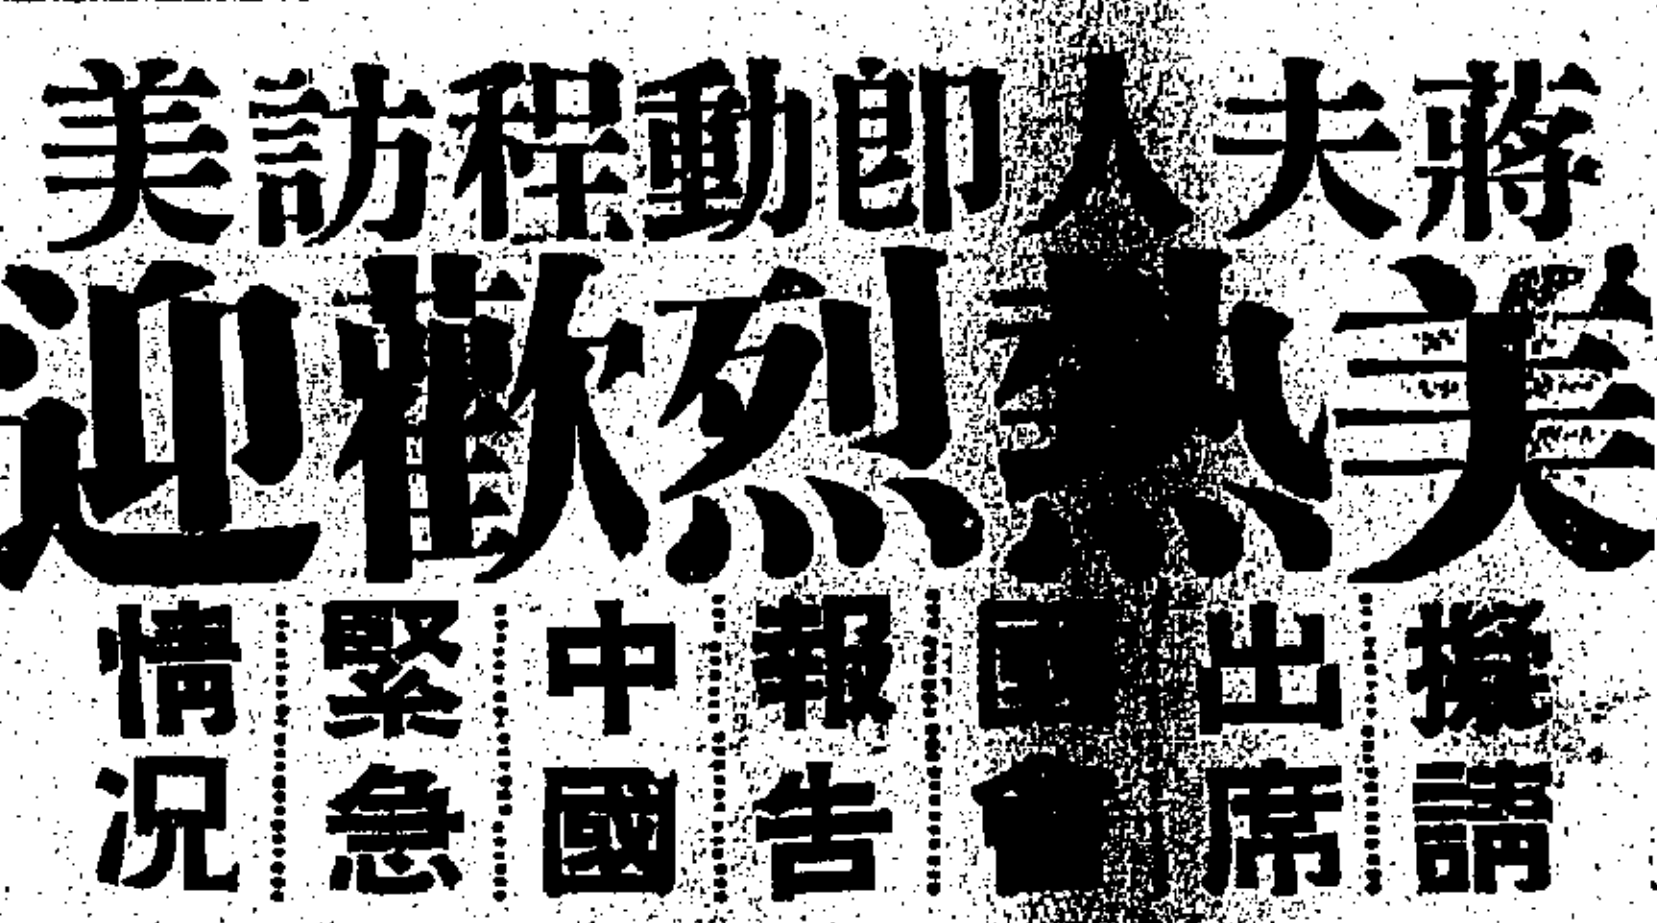 蔣夫人卽動程訪美
美熱烈歡迎
擬請出席國會報告中國緊急情況